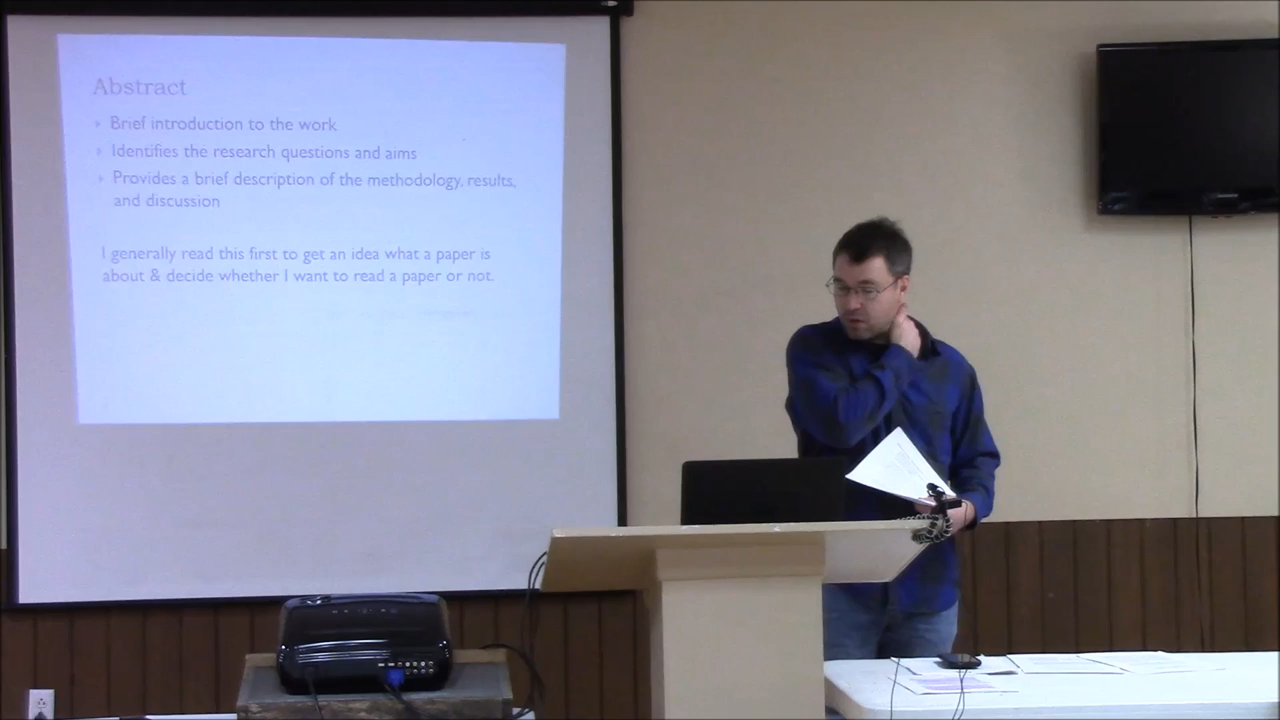 Abstract
Brief introduction to the work
Identifies the research questions and aims
Provides a brief description of the methodology, results,
and discussion
I generally read this first to get an idea what a paper is
about & decide whether I want to read a paper or not.